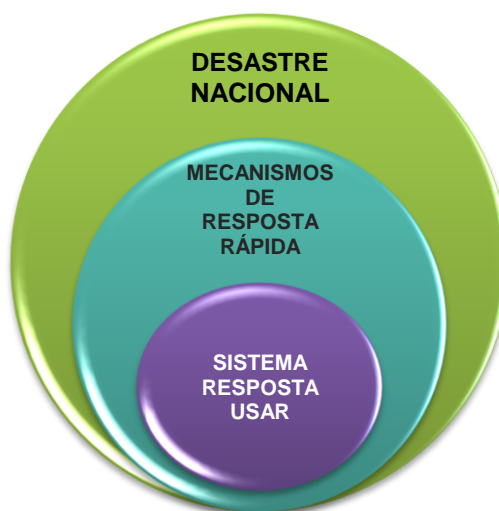 DESASTRE
NACIONAL
MECANISMOS
DE
RESPOSTA
RÁPIDA
SISTEMA
RESPOSTA
USAR